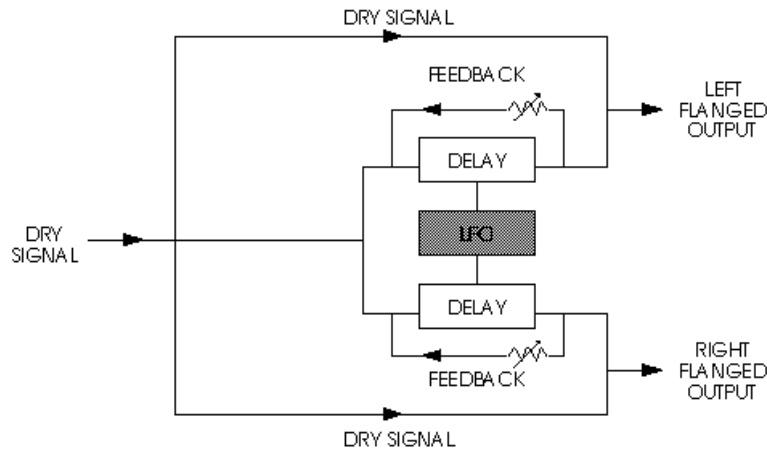 DRY SIGNAL
FEEDBACK
LEFT
FLANGED
OUTPUT
DELAY
DRY
SIGNAL
LFO
DELAY
FEEDBACK
RIGHT
FLANGED
OUTPUT
DRY SIGNAL